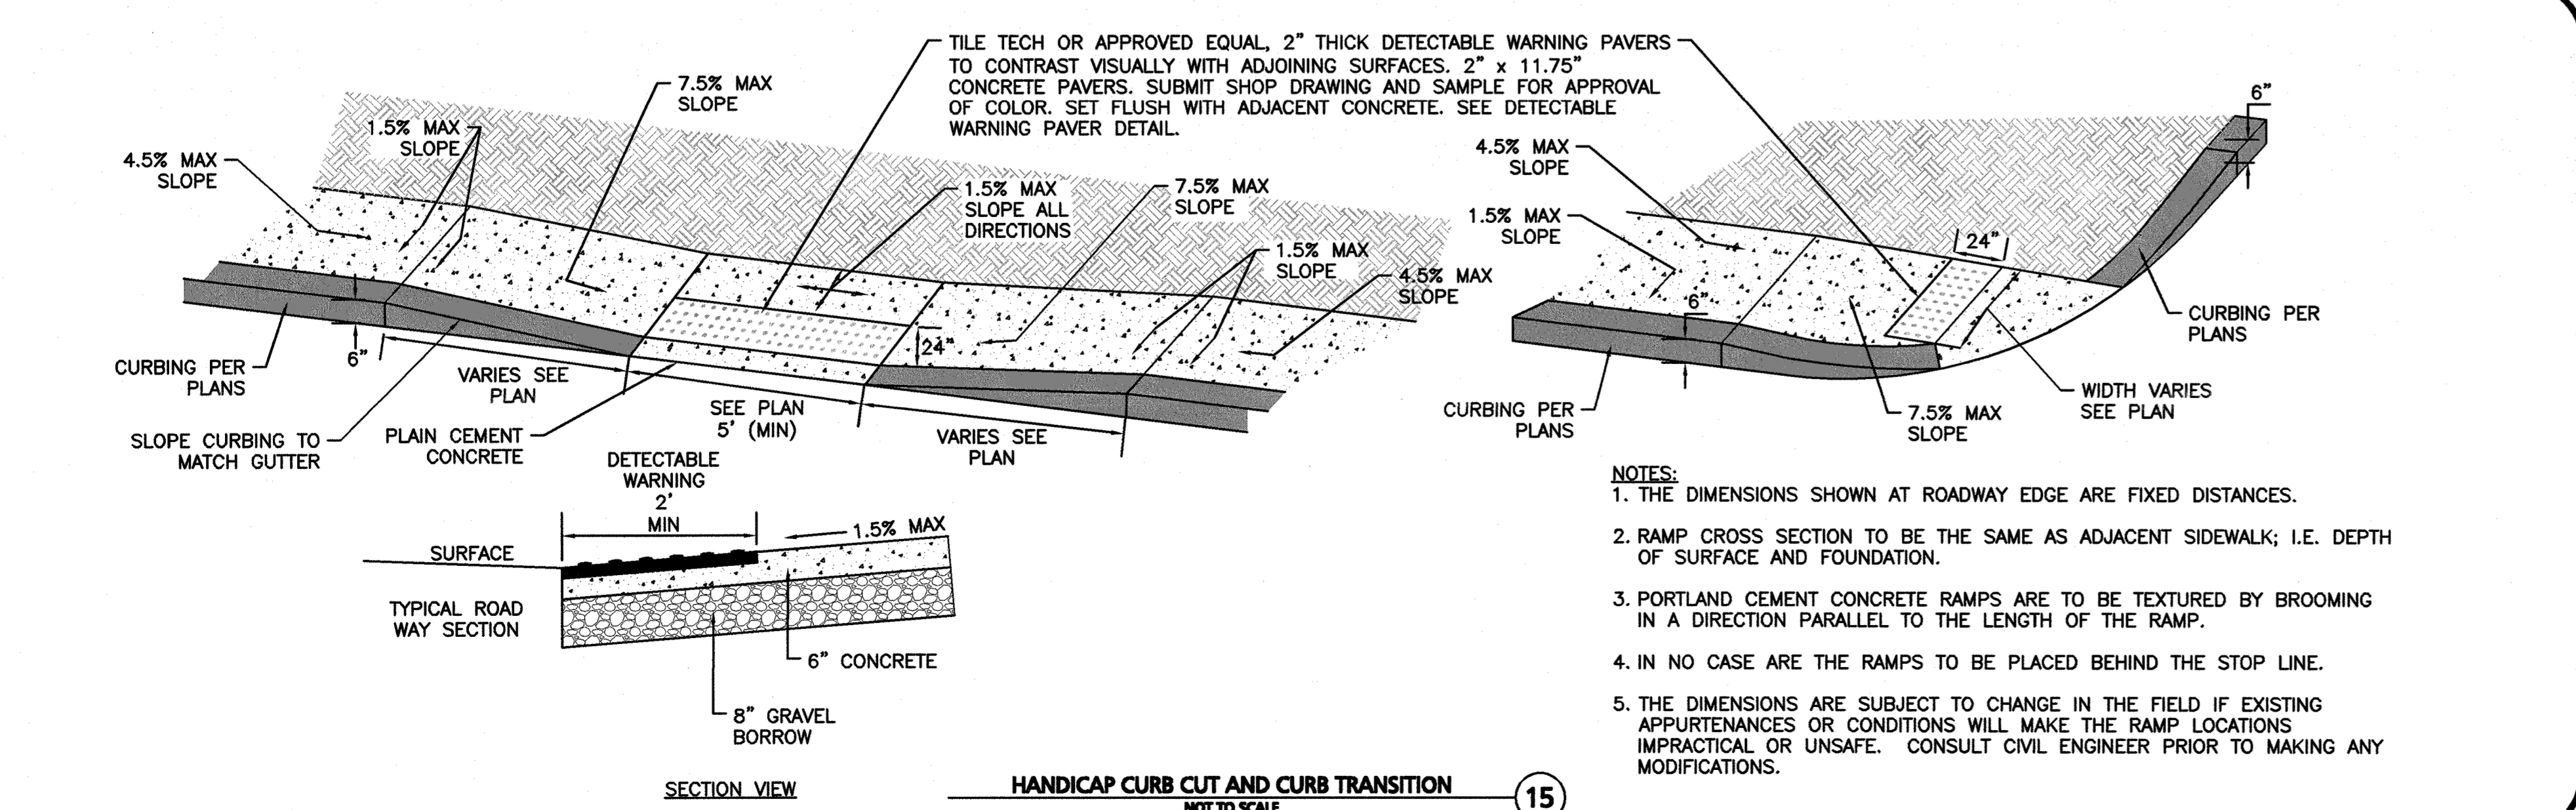 TILE TECH OR APPROVED EQUAL, 2" THICK DETECTABLE WARNING PAVERS
TO CONTRAST VISUALLY WITH ADJOINING SURFACES. 2" x 11.75"
CONCRETE PAVERS. SUBMIT SHOP DRAWING AND SAMPLE FOR APPROVAL
OF COLOR. SET FLUSH WITH ADJACENT CONCRETE. SEE DETECTABLE
WARNING PAVER DETAIL.
7.5% MAX
SLOPE
1.5% MAX
SLOPE
4.5% MAX
SLOPE
1.5% MAX
SLOPE ALL
DIRECTIONS
7.5% MAX
SLOPE
1.5% MAX
SLOPE
4.5% MAX
SLOPE
24"
6"
CURBING PER
PLANS
VARIES SEE
PLAN
SEE PLAN
5' (MIN)
VARIES SEE
PLAN
SLOPE CURBING TO
MATCH GUTTER
PLAIN CEMENT
CONCRETE
6"
4.5% MAX
SLOPE
1.5% MAX
SLOPE
24"
6"
CURBING PER
PLANS
WIDTH VARIES
SEE PLAN
7.5% MAX
SLOPE
CURBING PER
PLANS
DETECTABLE
WARNING
2'
MIN
1.5% MAX
SURFACE
TYPICAL ROAD
WAY SECTION
6" CONCRETE
8" GRAVEL
BORROW
SECTION VIEW
NOTES:
1. THE DIMENSIONS SHOWN AT ROADWAY EDGE ARE FIXED DISTANCES.
2. RAMP CROSS SECTION TO BE THE SAME AS ADJACENT SIDEWALK; I.E. DEPTH
OF SURFACE AND FOUNDATION.
3. PORTLAND CEMENT CONCRETE RAMPS ARE TO BE TEXTURED BY BROOMING
IN A DIRECTION PARALLEL TO THE LENGTH OF THE RAMP.
4. IN NO CASE ARE THE RAMPS TO BE PLACED BEHIND THE STOP LINE.
5. THE DIMENSIONS ARE SUBJECT TO CHANGE IN THE FIELD IF EXISTING
APPURTENANCES OR CONDITIONS WILL MAKE THE RAMP LOCATIONS
IMPRACTICAL OR UNSAFE. CONSULT CIVIL ENGINEER PRIOR TO MAKING ANY
MODIFICATIONS.
HANDICAP CURB CUT AND CURB TRANSITION
NOT TO SCALE
15